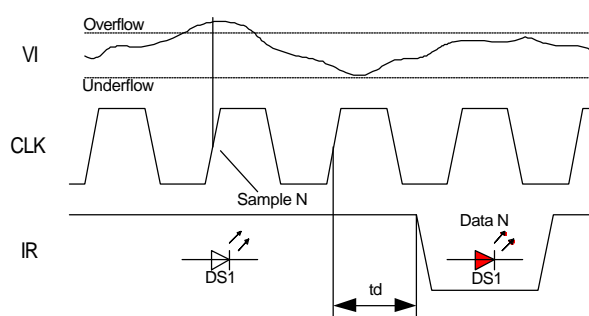 Overflow
VI
Underflow
CLK
Sample N
Data N
IR
DS1
DS1
td